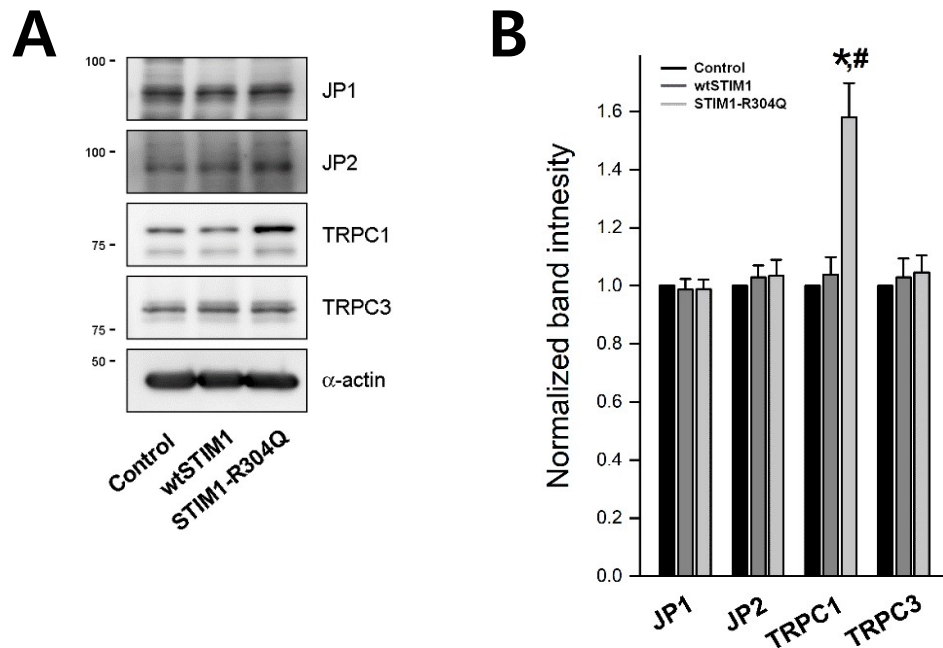 A
100
JP1
100
JP2
TRPC1
75
TRPC3
75
50
α-actin
Control
wtSTIM1
STIM1-R304Q
B
*,#
Control
wtSTIM1
STIM1-R304Q
Normalized band intnesity
1.6
1.4
1.2
1.0
0.8
0.6
0.4
0.2
0.0
JP1
JP2
TRPC1
TRPC3